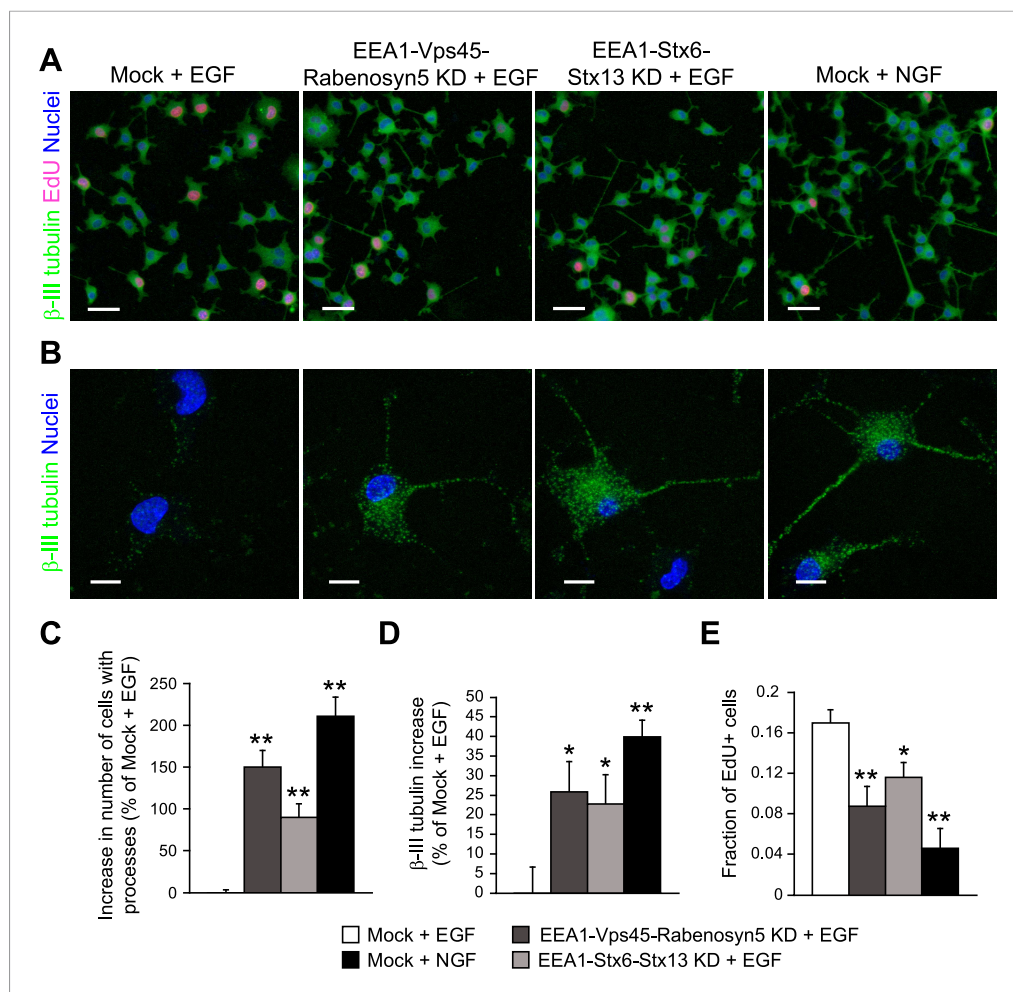 A
Mock + EGF
EEA1-Vps45-
Rabenosyn5 KD + EGF
EEA1-Stx6-
Stx13 KD + EGF
Mock + NGF
β-III tubulin EdU Nuclei
B
β-III tubulin Nuclei
C
Increase in number of cells with
processes (% of Mock + EGF)
250
200
150
100
50
0
**
**
**
D
β-III tubulin increase
(% of Mock + EGF)
50
45
40
35
30
25
20
15
10
5
0
*
*
**
E
Fraction of EdU+ cells
0.2
0.16
0.12
0.08
0.04
0
**
*
**
Mock + EGF
EEA1-Vps45-Rabenosyn5 KD + EGF
Mock + NGF
EEA1-Stx6-Stx13 KD + EGF